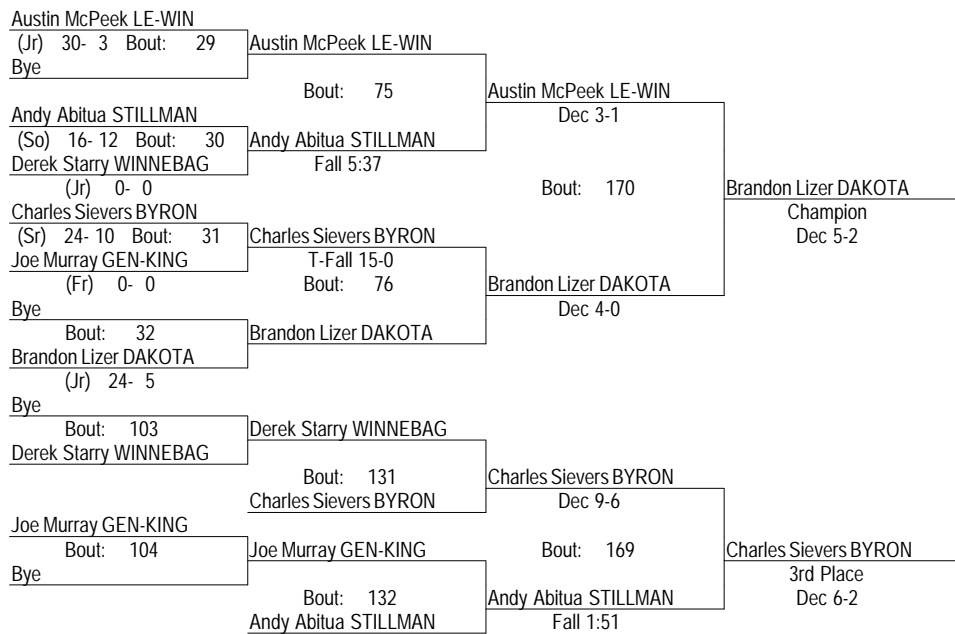 Austin McPeek LE-WIN
(Jr) 30- 3 Bout: 29
Bye
Austin McPeek LE-WIN
Bout: 75
Andy Abitua STILLMAN
(So) 16- 12 Bout: 30
Derek Starry WINNEBAG
(Jr) 0- 0
Andy Abitua STILLMAN
Fall 5:37
Austin McPeek LE-WIN
Dec 3-1
Charles Sievers BYRON
(Sr) 24- 10 Bout: 31
Joe Murray GEN-KING
(Fr) 0- 0
Charles Sievers BYRON
T-Fall 15-0
Bout: 76
Bye
Bout: 32
Brandon Lizer DAKOTA
(Jr) 24- 5
Brandon Lizer DAKOTA
Brandon Lizer DAKOTA
Dec 4-0
Bout: 170
Brandon Lizer DAKOTA
Champion
Dec 5-2
Bye
Bout: 103
Derek Starry WINNEBAG
Derek Starry WINNEBAG
Bout: 131
Charles Sievers BYRON
Charles Sievers BYRON
Dec 9-6
Joe Murray GEN-KING
Bout: 104
Bye
Joe Murray GEN-KING
Bout: 132
Andy Abitua STILLMAN
Andy Abitua STILLMAN
Fall 1:51
Bout: 169
Charles Sievers BYRON
3rd Place
Dec 6-2